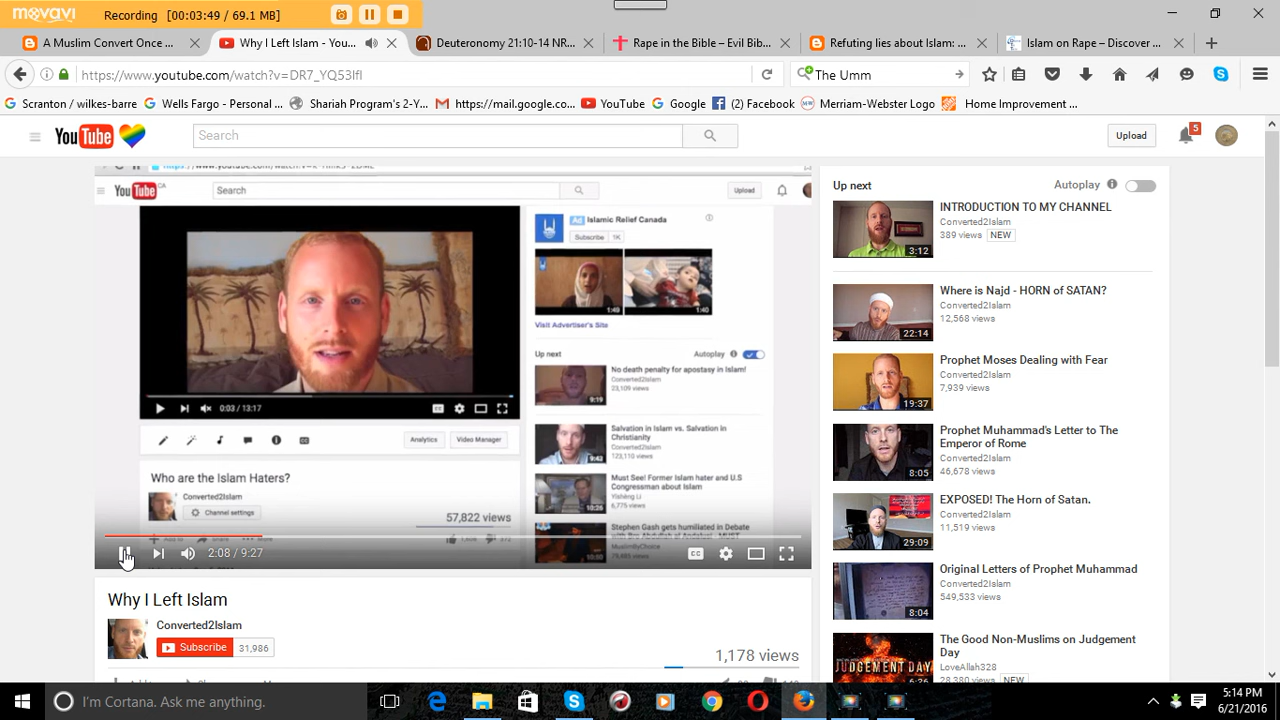 movavi Recording [00:03:49 / 69.1 MB]
A Muslim Convert Once ×
Why I Left Islam - You... ×
Deuteronomy 21:10-14 NR... ×
Rape in the Bible – Evil Bib... ×
Refuting lies about Islam: ... ×
Islam on Rape – Discover ... ×
https://www.youtube.com/watch?v=DR7_YQ53IfI
The Umm
Scranton / wilkes-barre
Wells Fargo - Personal ...
Shariah Program's 2-Y...
https://mail.google.co...
YouTube
Google
(2) Facebook
Merriam-Webster Logo
Home Improvement ...
YouTube
Search
Upload
5
YouTube CA
Search
Upload
Ad Islamic Relief Canada
Subscribe 1K
1:40
1:40
Visit Advertiser's Site
Up next
Autoplay
No death penalty for apostasy in Islam!
Converted2Islam
23,109 views
9:19
Salvation in Islam vs. Salvation in
Christianity
Converted2Islam
123,110 views
9:42
Must See! Former Islam hater and U.S
Congressman about Islam
Yisheng Li
6,775 views
10:26
Stephen Gash gets humiliated in Debate
0:03 / 13:17
Analytics
Video Manager
Who are the Islam Haters?
Converted2Islam
Channel settings
57,822 views
2:08 / 9:27
CC
Why I Left Islam
Converted2Islam
Subscribe 31,986
1,178 views
Up next
Autoplay
INTRODUCTION TO MY CHANNEL
Converted2Islam
389 views NEW
3:12
Where is Najd - HORN of SATAN?
Converted2Islam
12,568 views
22:14
Prophet Moses Dealing with Fear
Converted2Islam
7,939 views
19:37
Prophet Muhammad's Letter to The
Emperor of Rome
Converted2Islam
46,678 views
8:05
EXPOSED! The Horn of Satan.
Converted2Islam
11,519 views
29:09
Original Letters of Prophet Muhammad
Converted2Islam
549,533 views
8:04
The Good Non-Muslims on Judgement
Day
LoveAllah328
28,380 views NEW
JUDGEMENT DAY
6:36
I'm Cortana. Ask me anything.
5:14 PM
6/21/2016